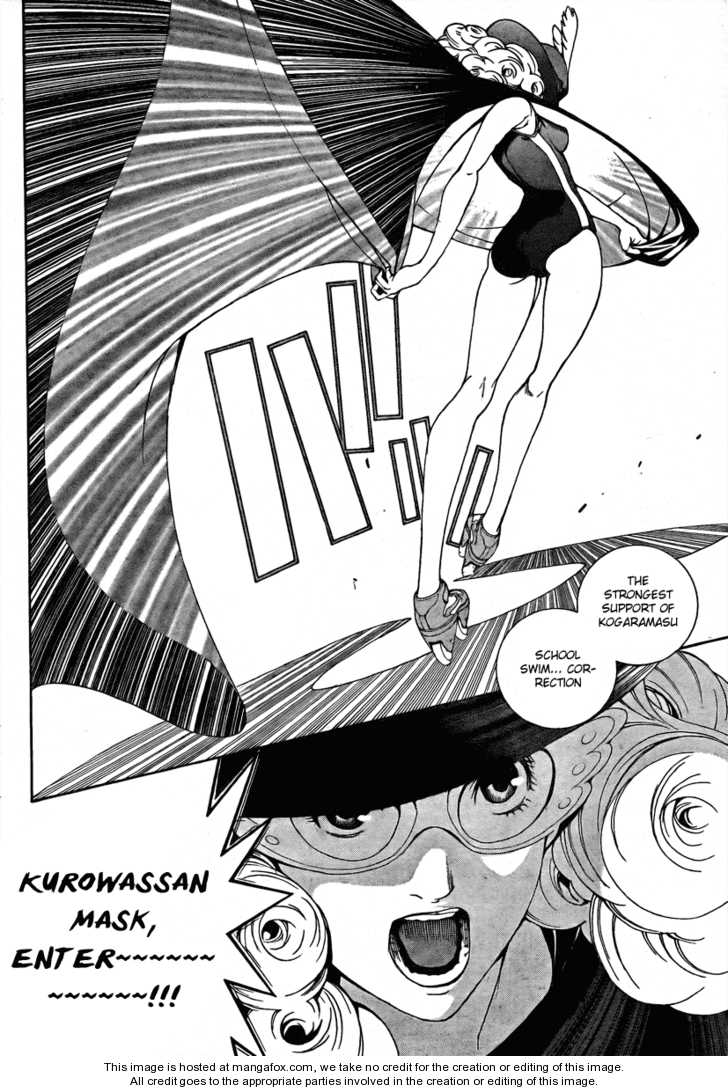 THE
STRONGEST
SUPPORT OF
KOGARAMASU
SCHOOL
SWIM... COR-
RECTION
KUROWASSAN
MASK,
ENTER~~~~~~
~~~~~~!!!
This image is hosted at mangafox.com, we take no credit for the creation or editing of this image.
All credit goes to the appropriate parties involved in the creation or editing of this image.